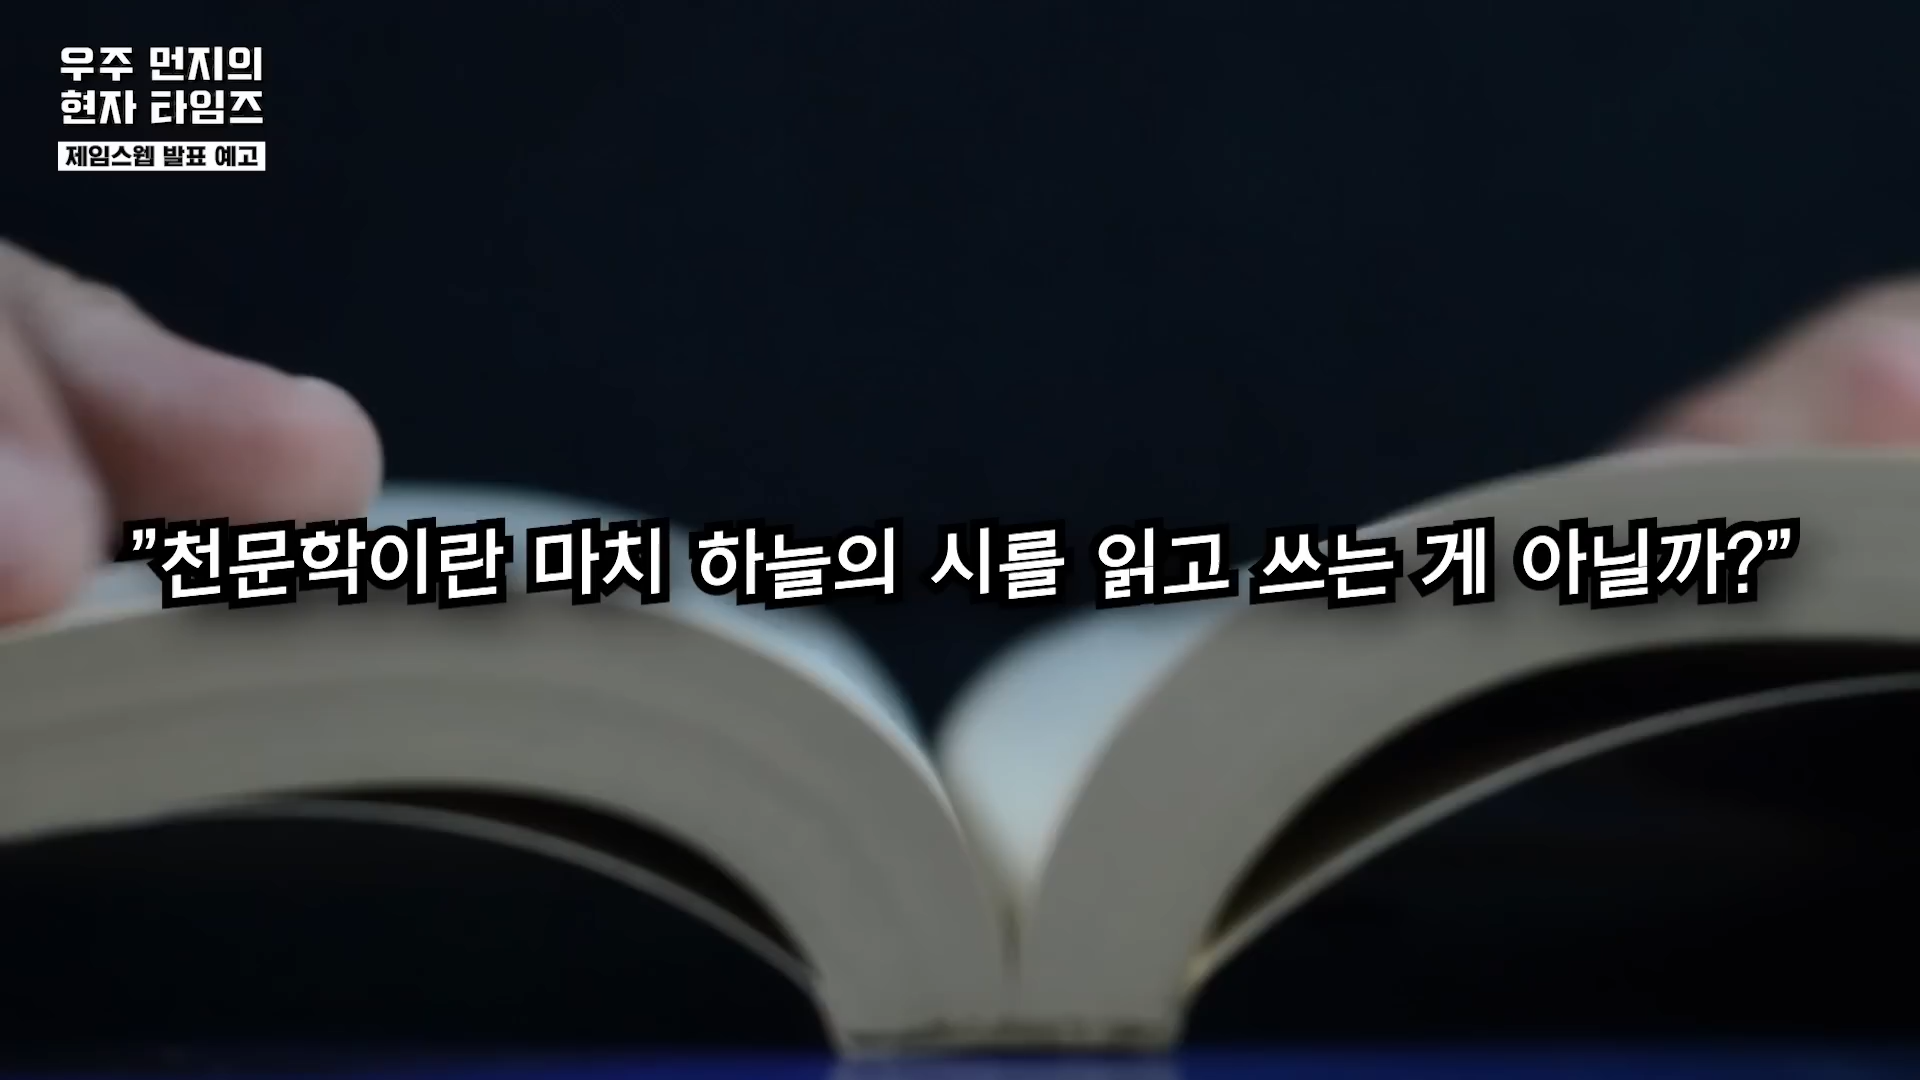 우주 먼지의
현자 타임즈
제임스웹 발표 예고
”천문학이란 마치 하늘의 시를 읽고 쓰는 게 아닐까?”